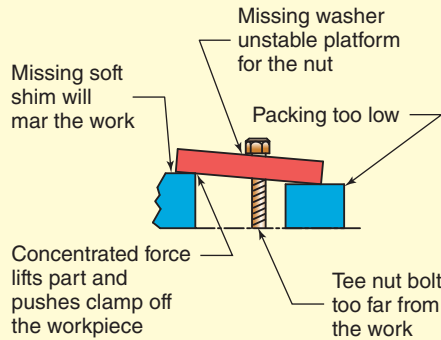 Missing washer
unstable platform
for the nut
Missing soft
shim will
mar the work
Packing too low
Concentrated force
lifts part and
pushes clamp off
the workpiece
Tee nut bolt
too far from
the work